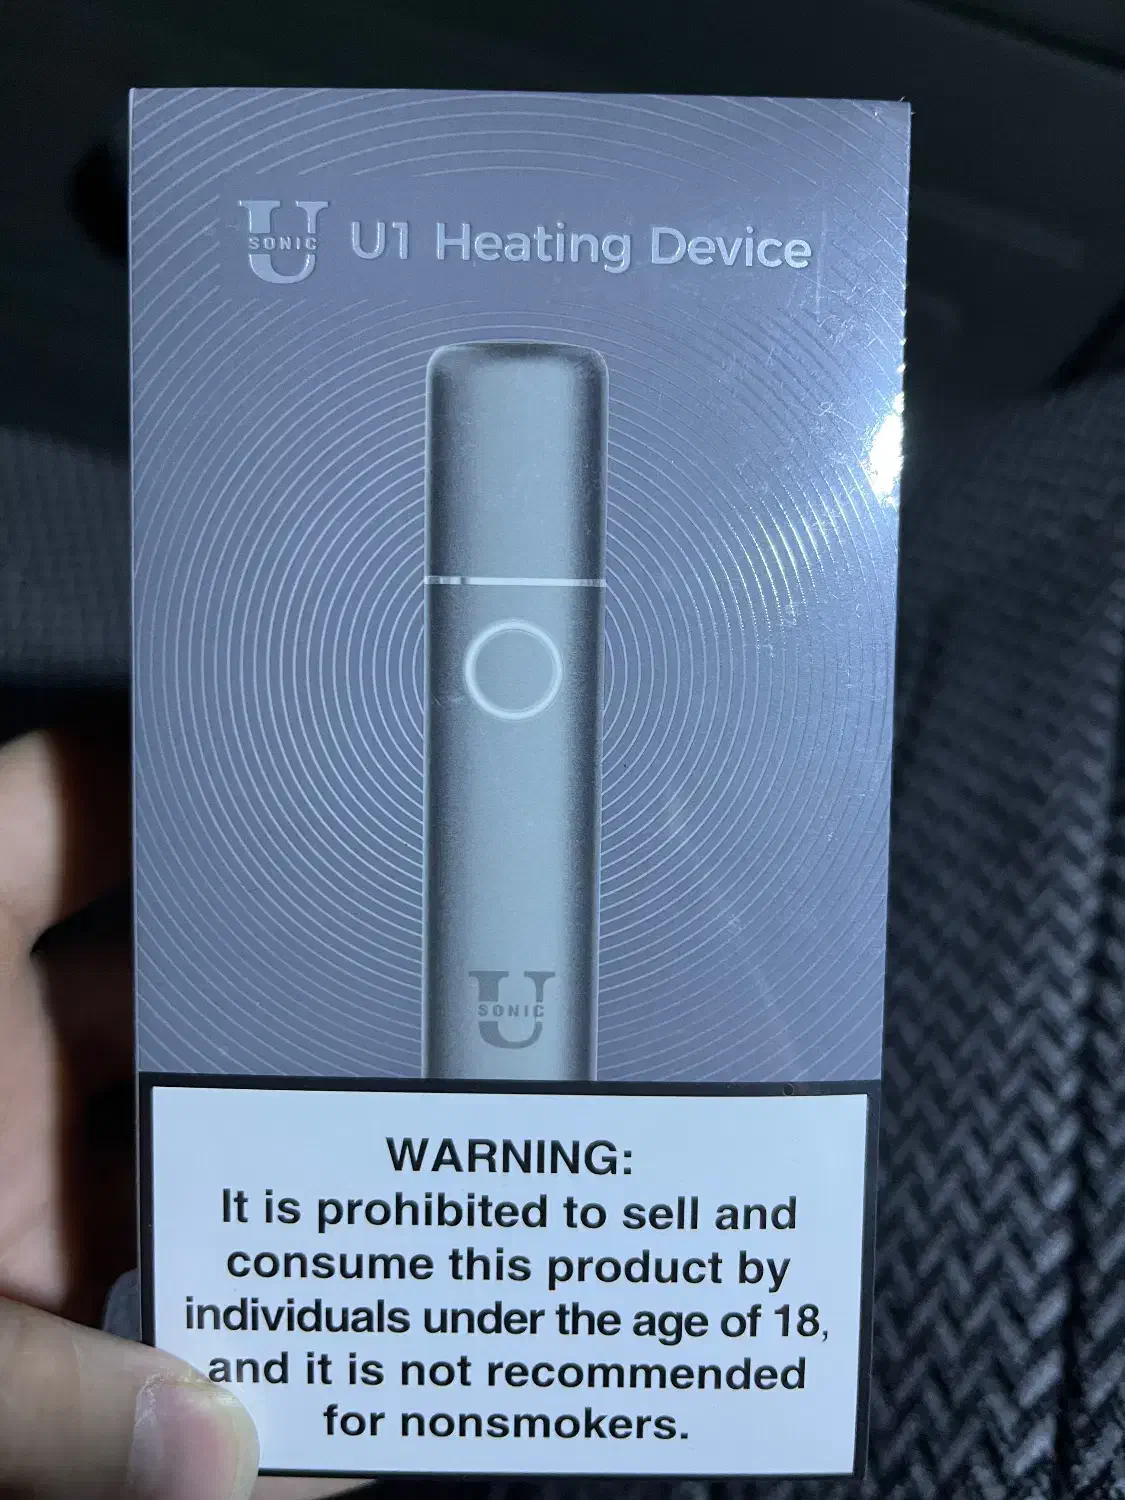 U SONIC U1 Heating Device
U
SONIC
WARNING:
It is prohibited to sell and
consume this product by
individuals under the age of 18,
and it is not recommended
for nonsmokers.